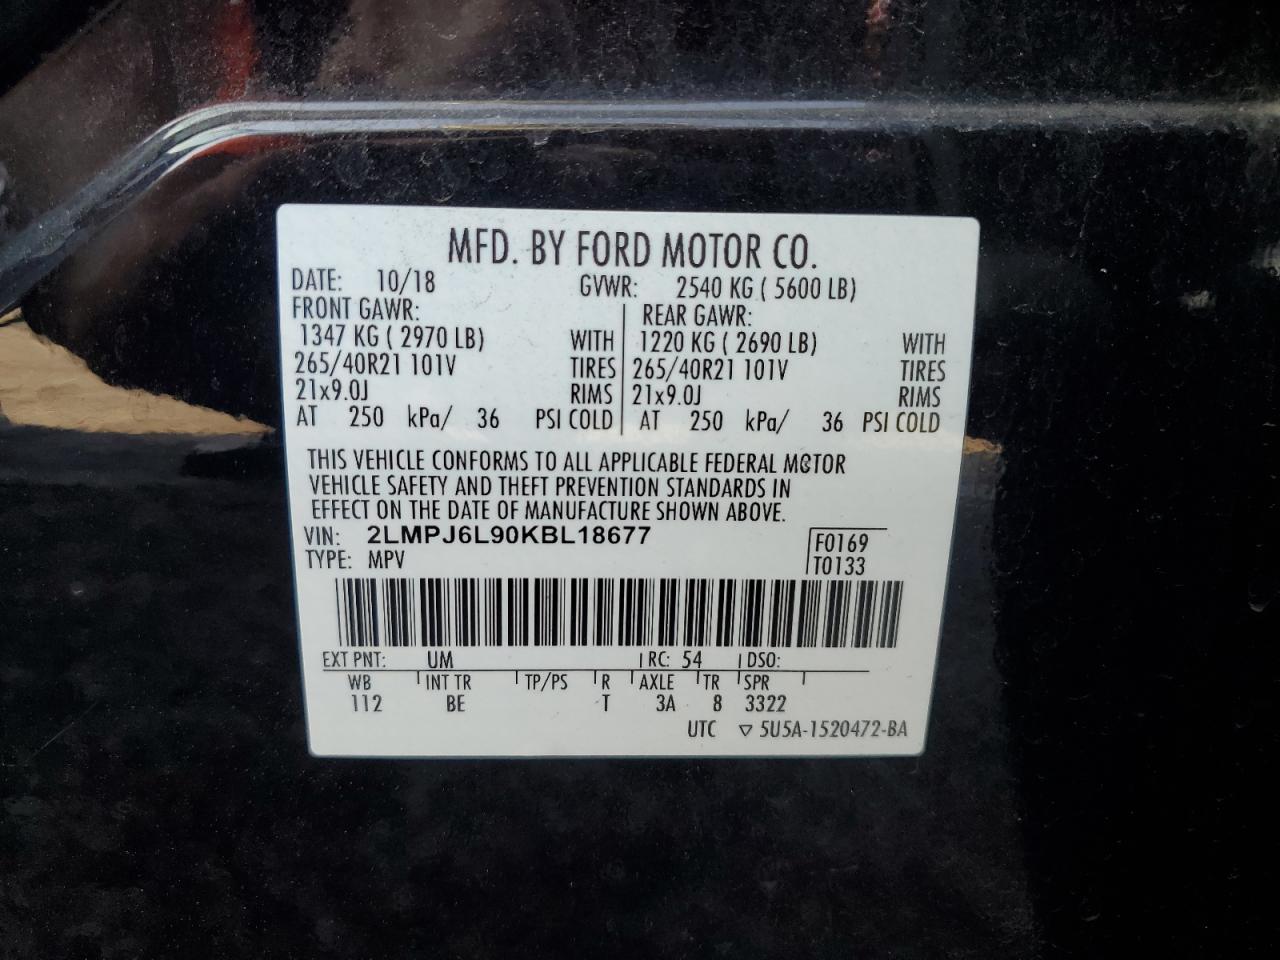 MFD. BY FORD MOTOR CO.
DATE: 10/18 GVWR: 2540 KG ( 5600 LB)
FRONT GAWR: REAR GAWR:
1347 KG ( 2970 LB) WITH 1220 KG ( 2690 LB) WITH
265/40R21 101V TIRES 265/40R21 101V TIRES
21x9.0J RIMS 21x9.0J RIMS
AT 250 kPa/ 36 PSI COLD AT 250 kPa/ 36 PSI COLD
THIS VEHICLE CONFORMS TO ALL APPLICABLE FEDERAL MOTOR
VEHICLE SAFETY AND THEFT PREVENTION STANDARDS IN
EFFECT ON THE DATE OF MANUFACTURE SHOWN ABOVE.
VIN: 2LMPJ6L90KBL18677 F0169
TYPE: MPV T0133
EXT PNT: UM RC: 54 DSO:
WB INT TR TP/PS R AXLE TR SPR
112 BE T 3A 8 3322
UTC ▽ 5U5A-1520472-BA